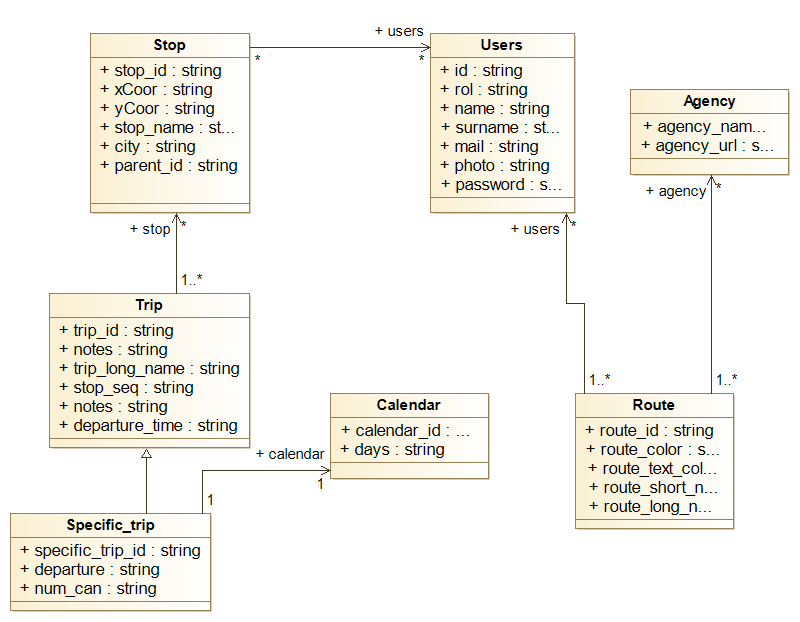 + users
Stop
* *
+ stop_id : string
+ xCoor : string
+ yCoor : string
+ stop_name : st...
+ city : string
+ parent_id : string
Users
+ id : string
+ rol : string
+ name : string
+ surname : st...
+ mail : string
+ photo : string
+ password : s...
Agency
+ agency_nam...
+ agency_url : s...
+ stop *
+ users *
+ agency *
1..*
Trip
+ trip_id : string
+ notes : string
+ trip_long_name : string
+ stop_seq : string
+ notes : string
+ departure_time : string
1..* 1..*
Calendar
+ calendar_id : ...
+ days : string
Route
+ route_id : string
+ route_color : s...
+ route_text_col...
+ route_short_n...
+ route_long_n...
+ calendar
1
1
Specific_trip
+ specific_trip_id : string
+ departure : string
+ num_can : string